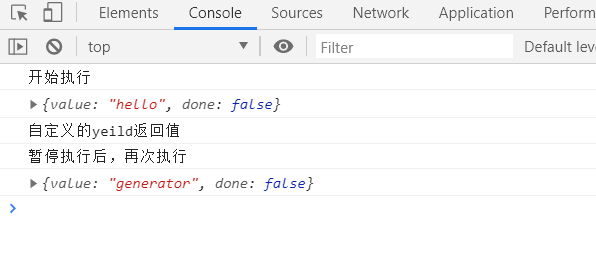 Elements Console Sources Network Application Perform
top Filter Default leve
开始执行
{value: "hello", done: false}
自定义的yeild返回值
暂停执行后，再次执行
{value: "generator", done: false}